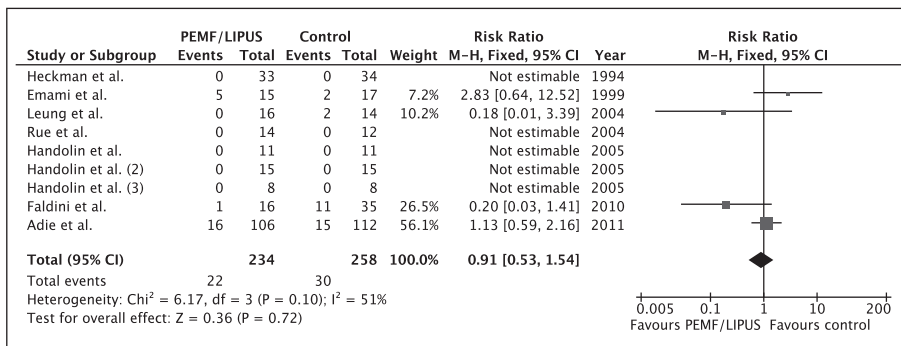 PEMF/LIPUS Control Risk Ratio Risk Ratio
Study or Subgroup Events Total Events Total Weight M-H, Fixed, 95% CI Year M-H, Fixed, 95% CI
Heckman et al. 0 33 0 34 Not estimable 1994
Emami et al. 5 15 2 17 7.2% 2.83 [0.64, 12.52] 1999
Leung et al. 0 16 2 14 10.2% 0.18 [0.01, 3.39] 2004
Rue et al. 0 14 0 12 Not estimable 2004
Handolin et al. 0 11 0 11 Not estimable 2005
Handolin et al. (2) 0 15 0 15 Not estimable 2005
Handolin et al. (3) 0 8 0 8 Not estimable 2005
Faldini et al. 1 16 11 35 26.5% 0.20 [0.03, 1.41] 2010
Adie et al. 16 106 15 112 56.1% 1.13 [0.59, 2.16] 2011
Total (95% CI) 234 258 100.0% 0.91 [0.53, 1.54]
Total events 22 30
Heterogeneity: Chi² = 6.17, df = 3 (P = 0.10); I² = 51%
Test for overall effect: Z = 0.36 (P = 0.72)
0.005 0.1 1 10 200
Favours PEMF/LIPUS Favours control